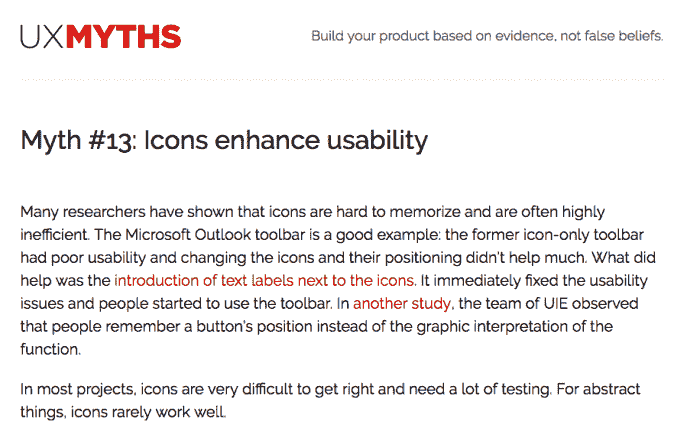 UXMYTHS
Build your product based on evidence, not false beliefs.
Myth #13: Icons enhance usability
Many researchers have shown that icons are hard to memorize and are often highly
inefficient. The Microsoft Outlook toolbar is a good example: the former icon-only toolbar
had poor usability and changing the icons and their positioning didn't help much. What did
help was the introduction of text labels next to the icons. It immediately fixed the usability
issues and people started to use the toolbar. In another study, the team of UIE observed
that people remember a button's position instead of the graphic interpretation of the
function.
In most projects, icons are very difficult to get right and need a lot of testing. For abstract
things, icons rarely work well.